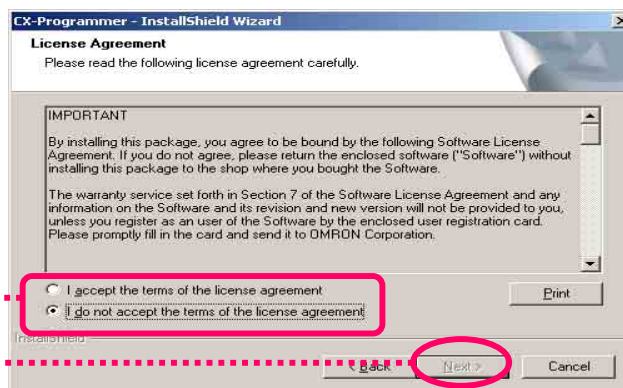 CX-Programmer - InstallShield Wizard
License Agreement
Please read the following license agreement carefully.
IMPORTANT
By installing this package, you agree to be bound by the following Software License
Agreement. If you do not agree, please return the enclosed software ("Software") without
installing this package to the shop where you bought the Software.
The warranty service set forth in Section 7 of the Software License Agreement and any
information on the Software and its revision and new version will not be provided to you,
unless you register as an user of the Software by the enclosed user registration card.
Please promptly fill in the card and send it to OMRON Corporation.
I accept the terms of the license agreement
I do not accept the terms of the license agreement
Print
InstallShield
< Back
Next >
Cancel